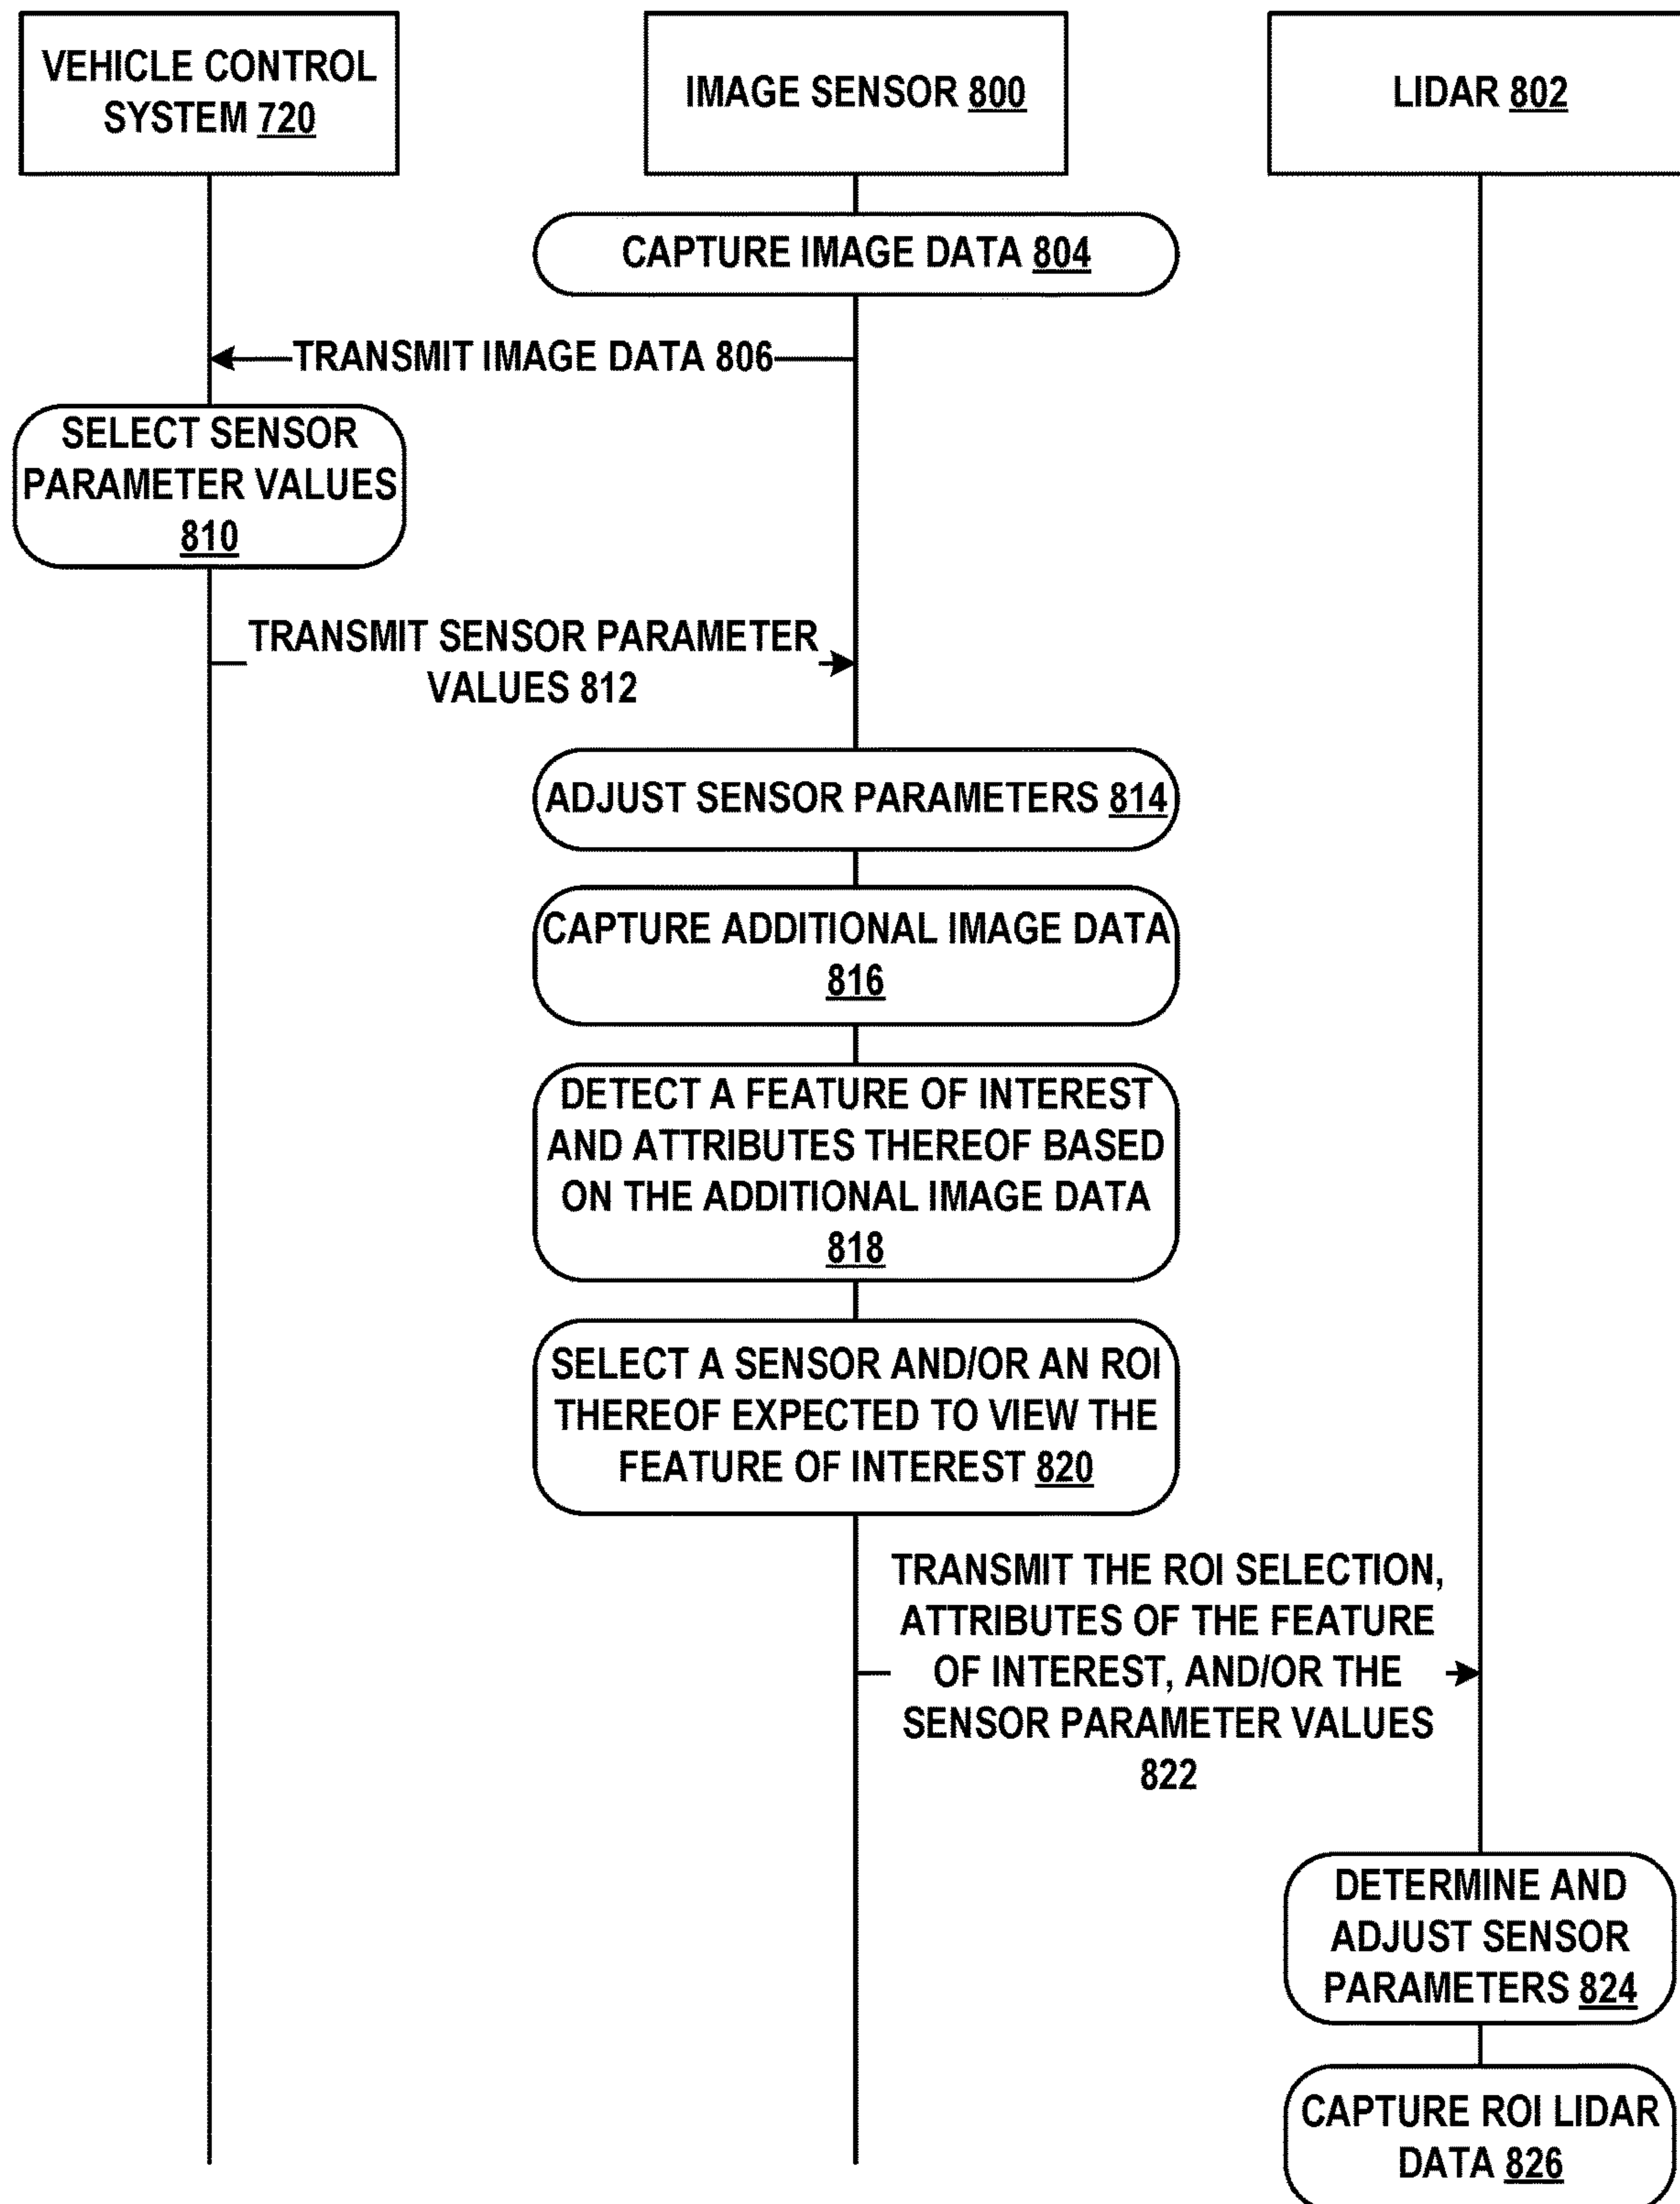 VEHICLE CONTROL
SYSTEM 720
IMAGE SENSOR 800
LIDAR 802
CAPTURE IMAGE DATA 804
TRANSMIT IMAGE DATA 806
SELECT SENSOR
PARAMETER VALUES
810
TRANSMIT SENSOR PARAMETER
VALUES 812
ADJUST SENSOR PARAMETERS 814
CAPTURE ADDITIONAL IMAGE DATA
816
DETECT A FEATURE OF INTEREST
AND ATTRIBUTES THEREOF BASED
ON THE ADDITIONAL IMAGE DATA
818
SELECT A SENSOR AND/OR AN ROI
THEREOF EXPECTED TO VIEW THE
FEATURE OF INTEREST 820
TRANSMIT THE ROI SELECTION,
ATTRIBUTES OF THE FEATURE
OF INTEREST, AND/OR THE
SENSOR PARAMETER VALUES
822
DETERMINE AND
ADJUST SENSOR
PARAMETERS 824
CAPTURE ROI LIDAR
DATA 826